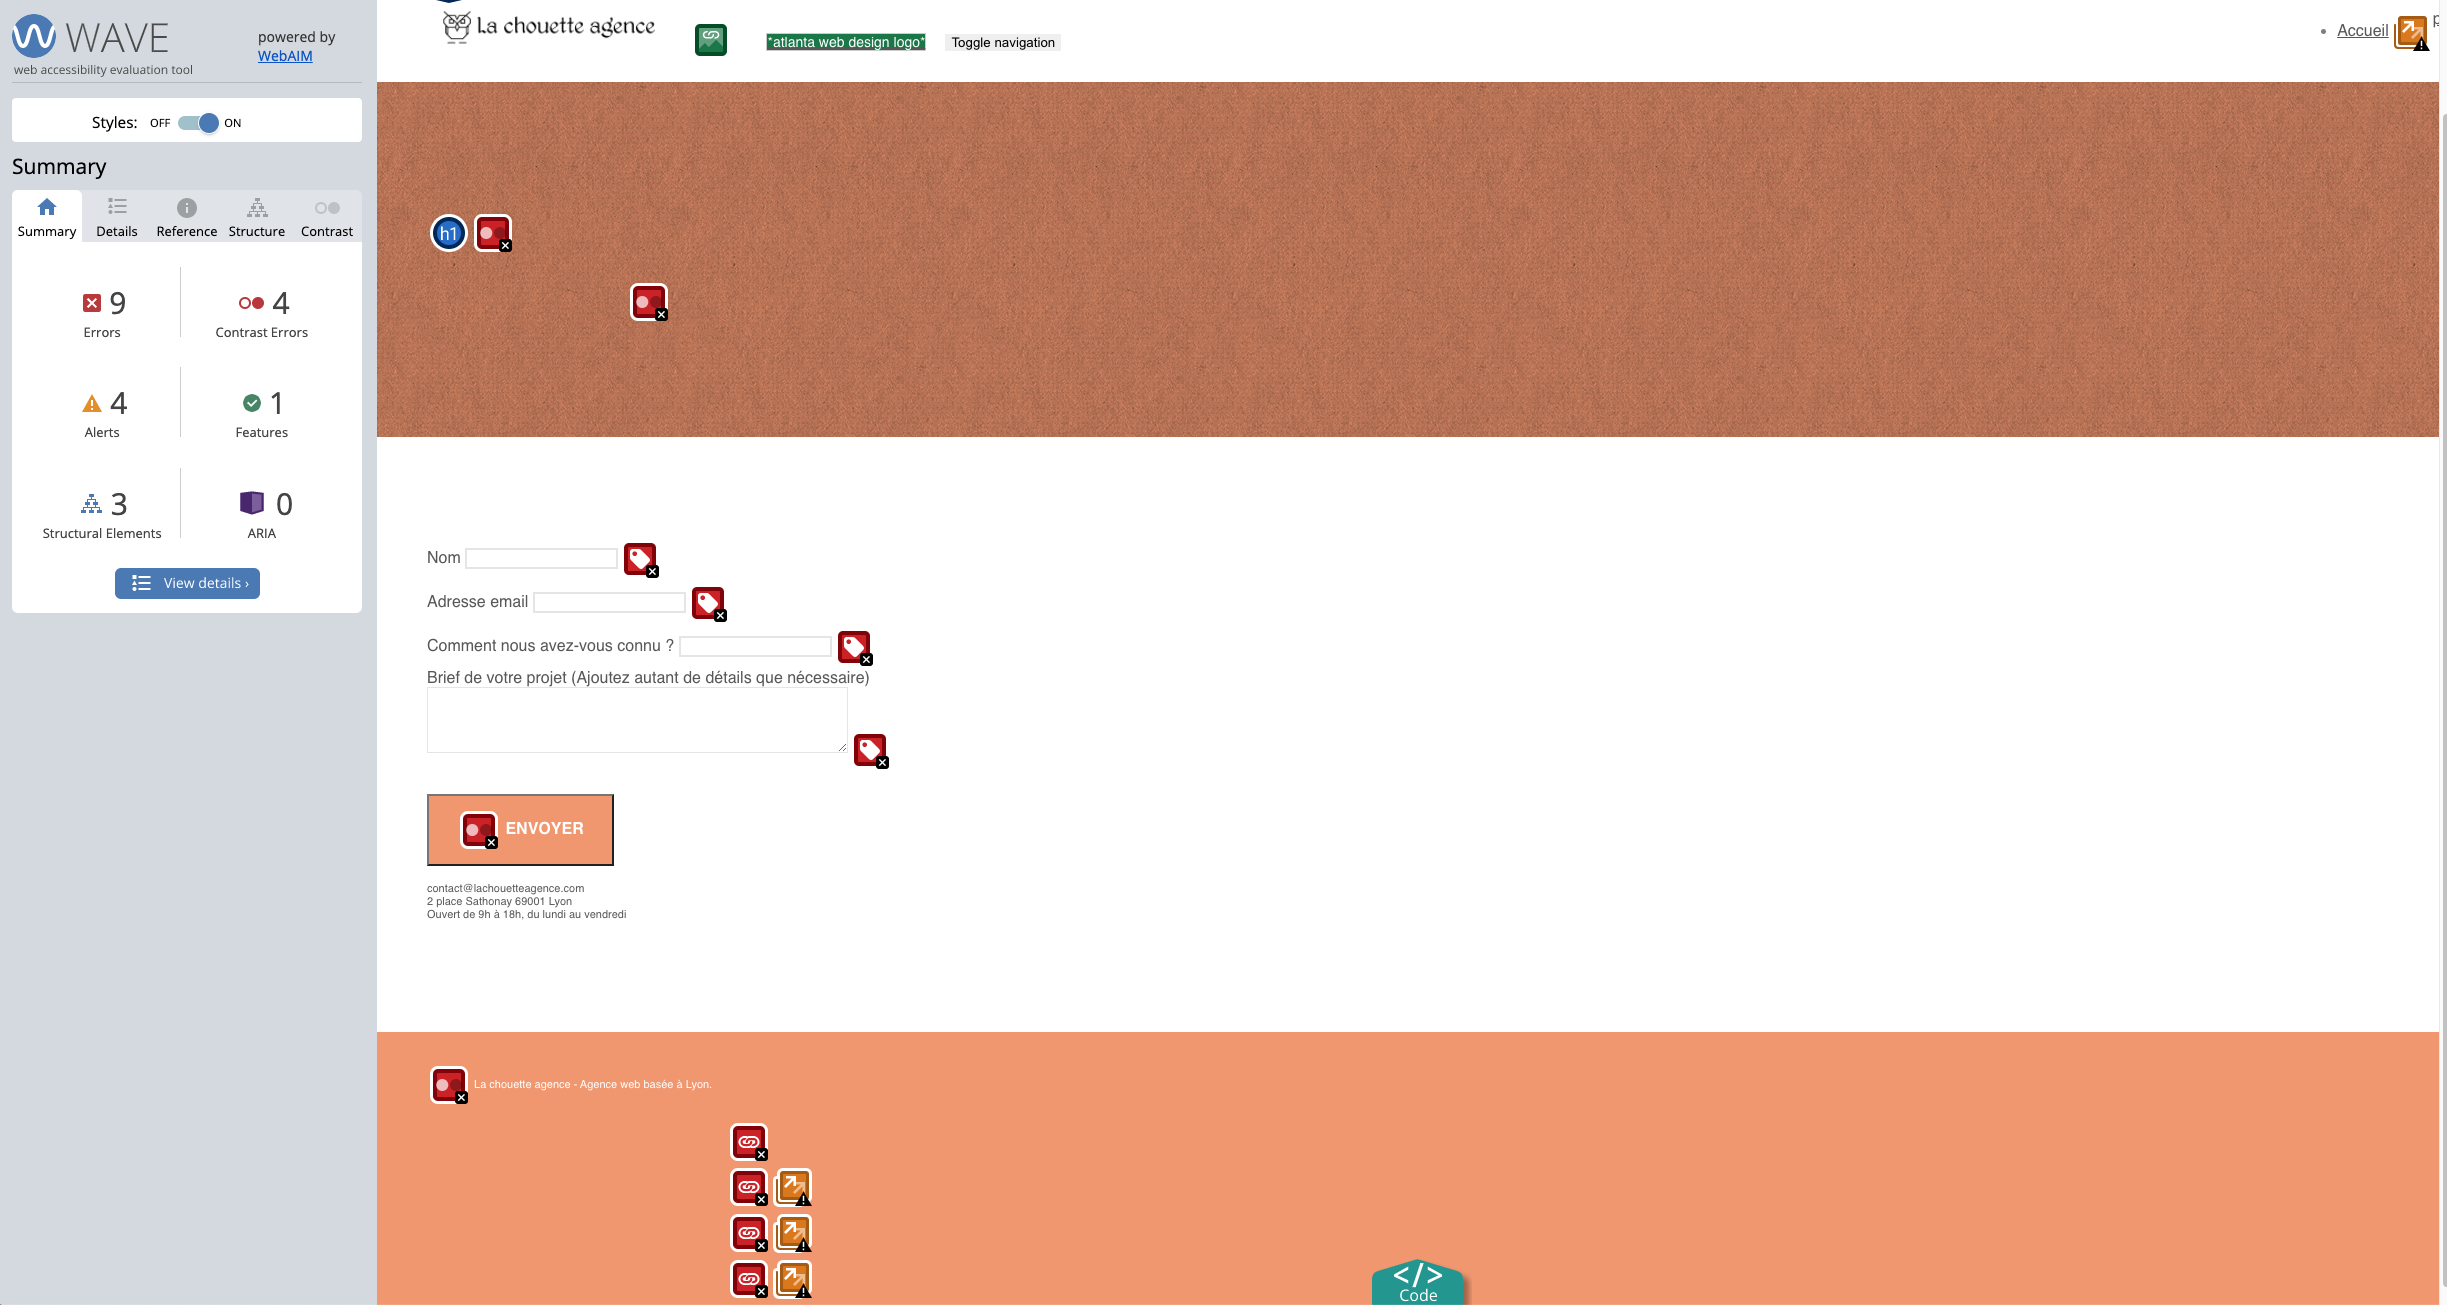 WAVE
powered by
WebAIM
web accessibility evaluation tool
Styles: OFF ON
Summary
Summary Details Reference Structure Contrast
9 Errors
4 Contrast Errors
4 Alerts
1 Features
3 Structural Elements
0 ARIA
View details ›
La chouette agence
*atlanta web design logo*
Toggle navigation
• Accueil
h1
Nom
Adresse email
Comment nous avez-vous connu ?
Brief de votre projet (Ajoutez autant de détails que nécessaire)
ENVOYER
contact@lachouetteagence.com
2 place Sathonay 69001 Lyon
Ouvert de 9h à 18h, du lundi au vendredi
La chouette agence - Agence web basée à Lyon.
</>
Code